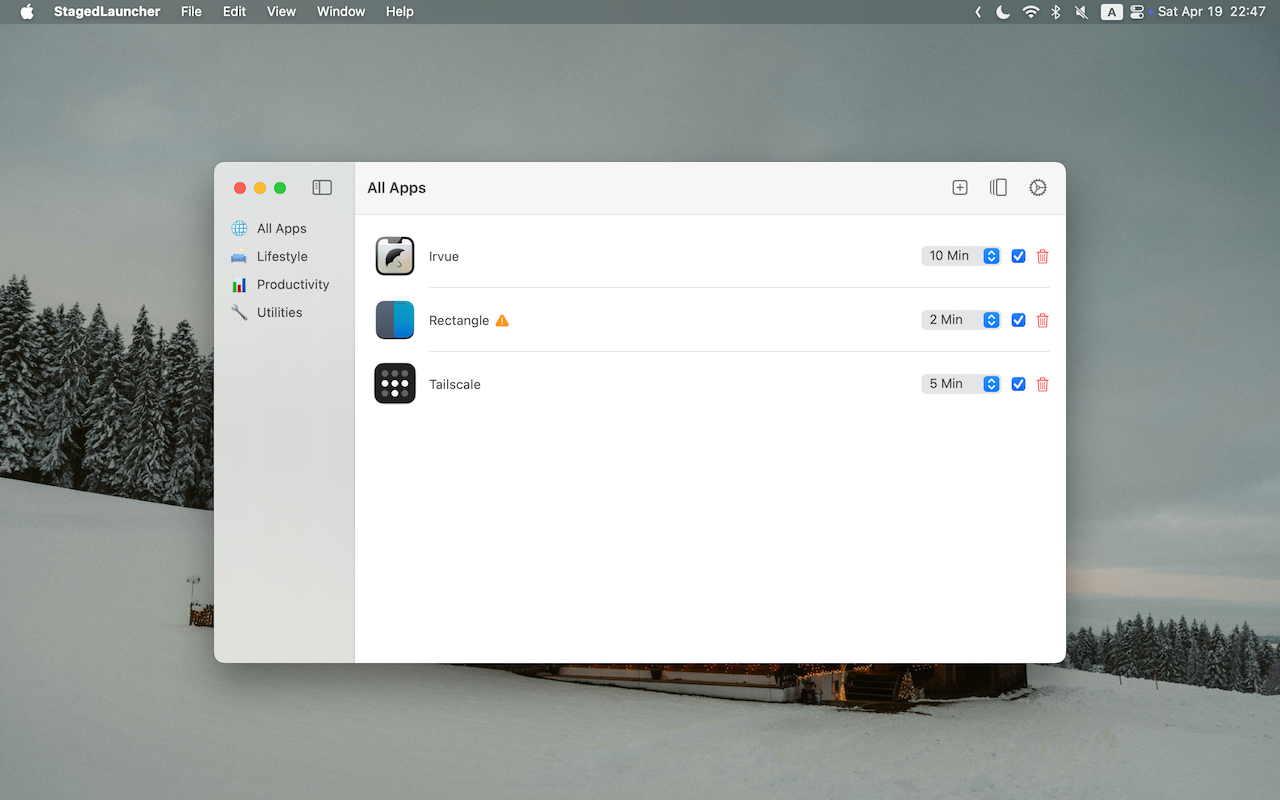 StagedLauncher File Edit View Window Help A Sat Apr 19 22:47
All Apps
All Apps
Lifestyle
Productivity
Utilities
Irvue 10 Min
Rectangle 2 Min
Tailscale 5 Min